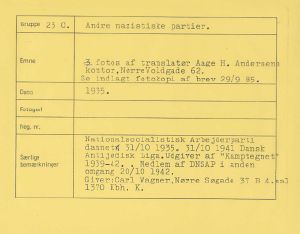 Gruppe 23 C. Andre nazistiske partier.
Emne 3 fotos af translatør Aage H. Andersens
kontor, Nørre Voldgade 62.
Se indlagt fotokopi af brev 29/9 85.
Dato 1935.
Fotograf
Neg. nr.
Særlige bemærkninger Nationalsocialistisk Arbejderparti
dannet 31/10 1935. 31/10 1941 Dansk
Antijødisk Liga. Udgiver af "Kamptegnet"
1939-42. Medlem af DNSAP i anden
omgang 20/10 1942.
Giver: Carl Wagner, Nørre Søgade 37 B 4.sal
1370 Kbh. K.